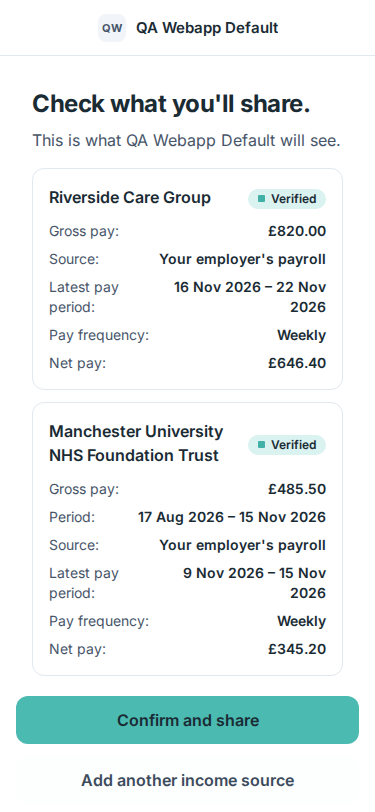 QW QA Webapp Default
Check what you'll share.
This is what QA Webapp Default will see.
Riverside Care Group Verified
Gross pay: £820.00
Source: Your employer's payroll
Latest pay period: 16 Nov 2026 – 22 Nov 2026
Pay frequency: Weekly
Net pay: £646.40
Manchester University NHS Foundation Trust Verified
Gross pay: £485.50
Period: 17 Aug 2026 – 15 Nov 2026
Source: Your employer's payroll
Latest pay period: 9 Nov 2026 – 15 Nov 2026
Pay frequency: Weekly
Net pay: £345.20
Confirm and share
Add another income source